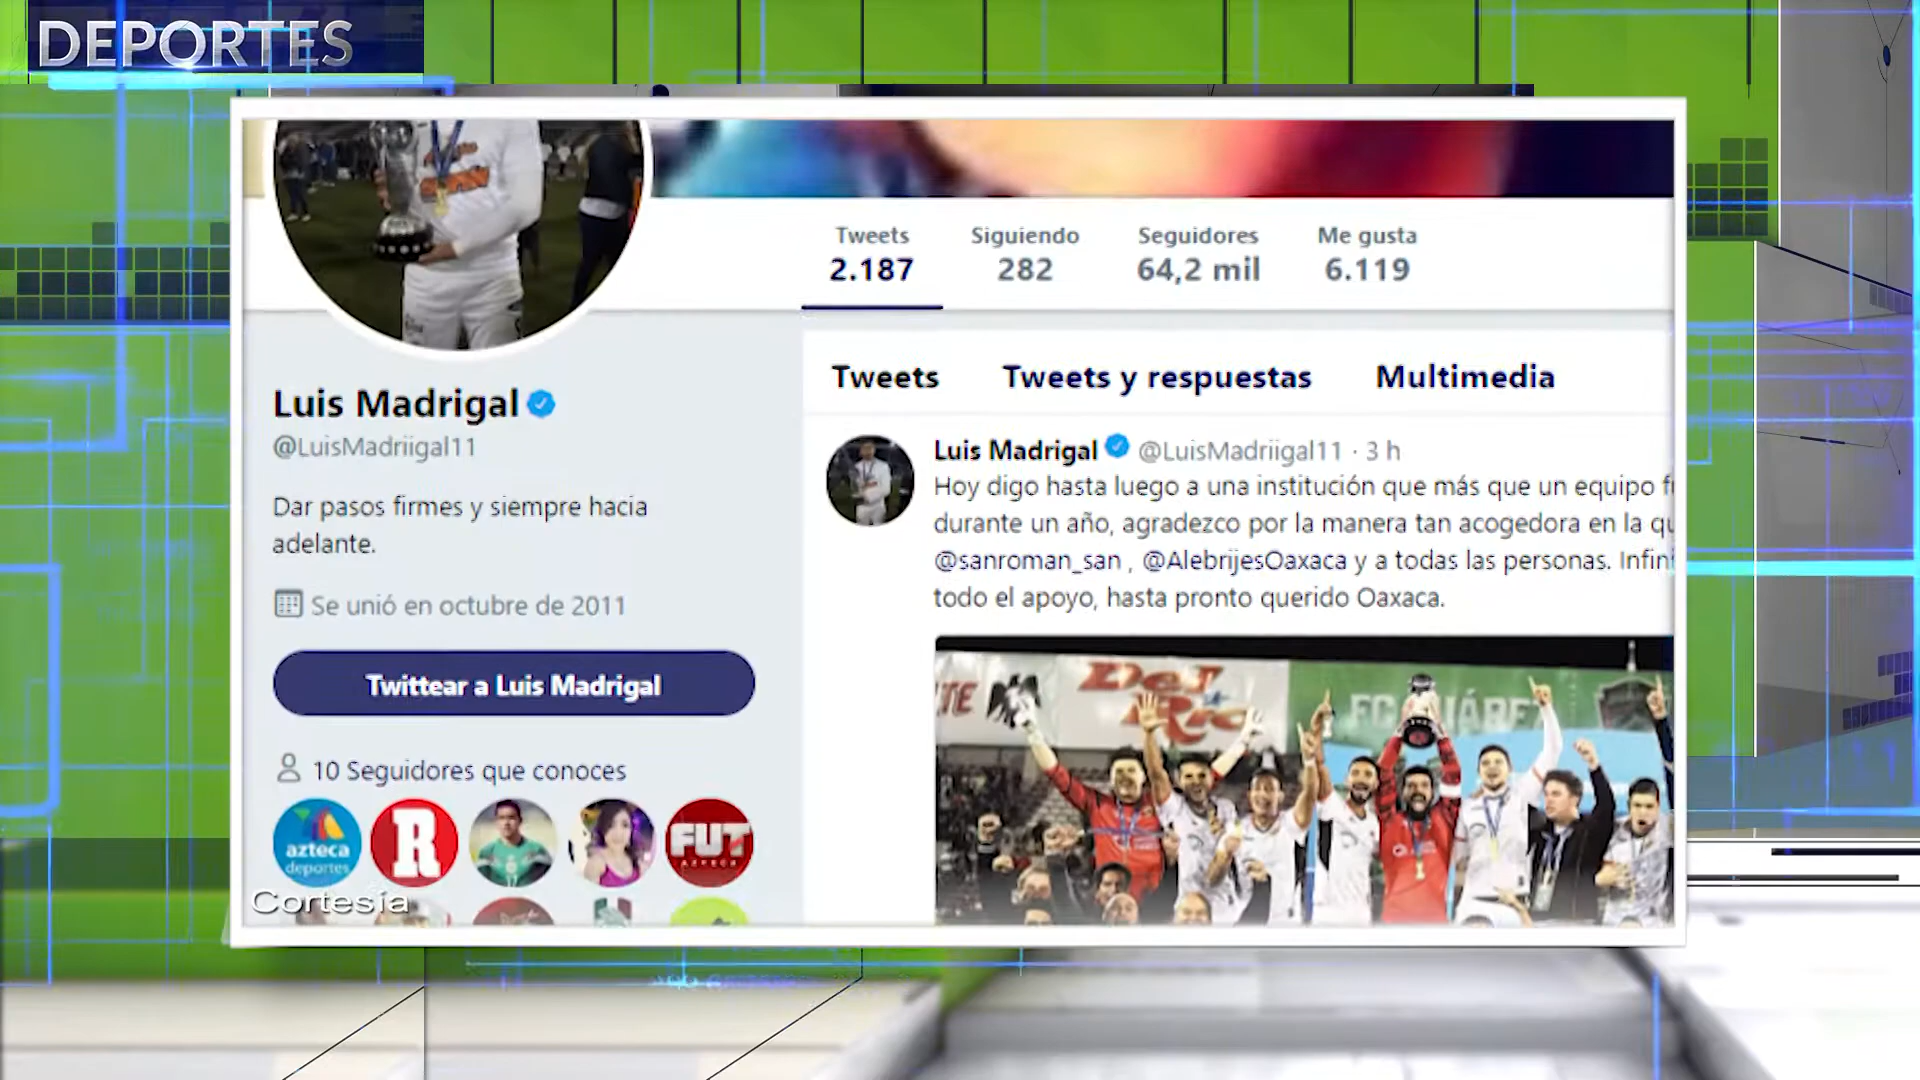 DEPORTES
Tweets
2.187
Siguiendo
282
Seguidores
64,2 mil
Me gusta
6.119
Luis Madrigal
@LuisMadriigal11
Dar pasos firmes y siempre hacia
adelante.
Se unió en octubre de 2011
Twittear a Luis Madrigal
10 Seguidores que conoces
azteca
deportes
R
FUT
AZTECA
Cortesía
Tweets
Tweets y respuestas
Multimedia
Luis Madrigal @LuisMadriigal11 · 3 h
Hoy digo hasta luego a una institución que más que un equipo
durante un año, agradezco por la manera tan acogedora en la
@sanroman_san , @AlebrijesOaxaca y a todas las personas.
todo el apoyo, hasta pronto querido Oaxaca.
Del
Rio
FC JUÁREZ